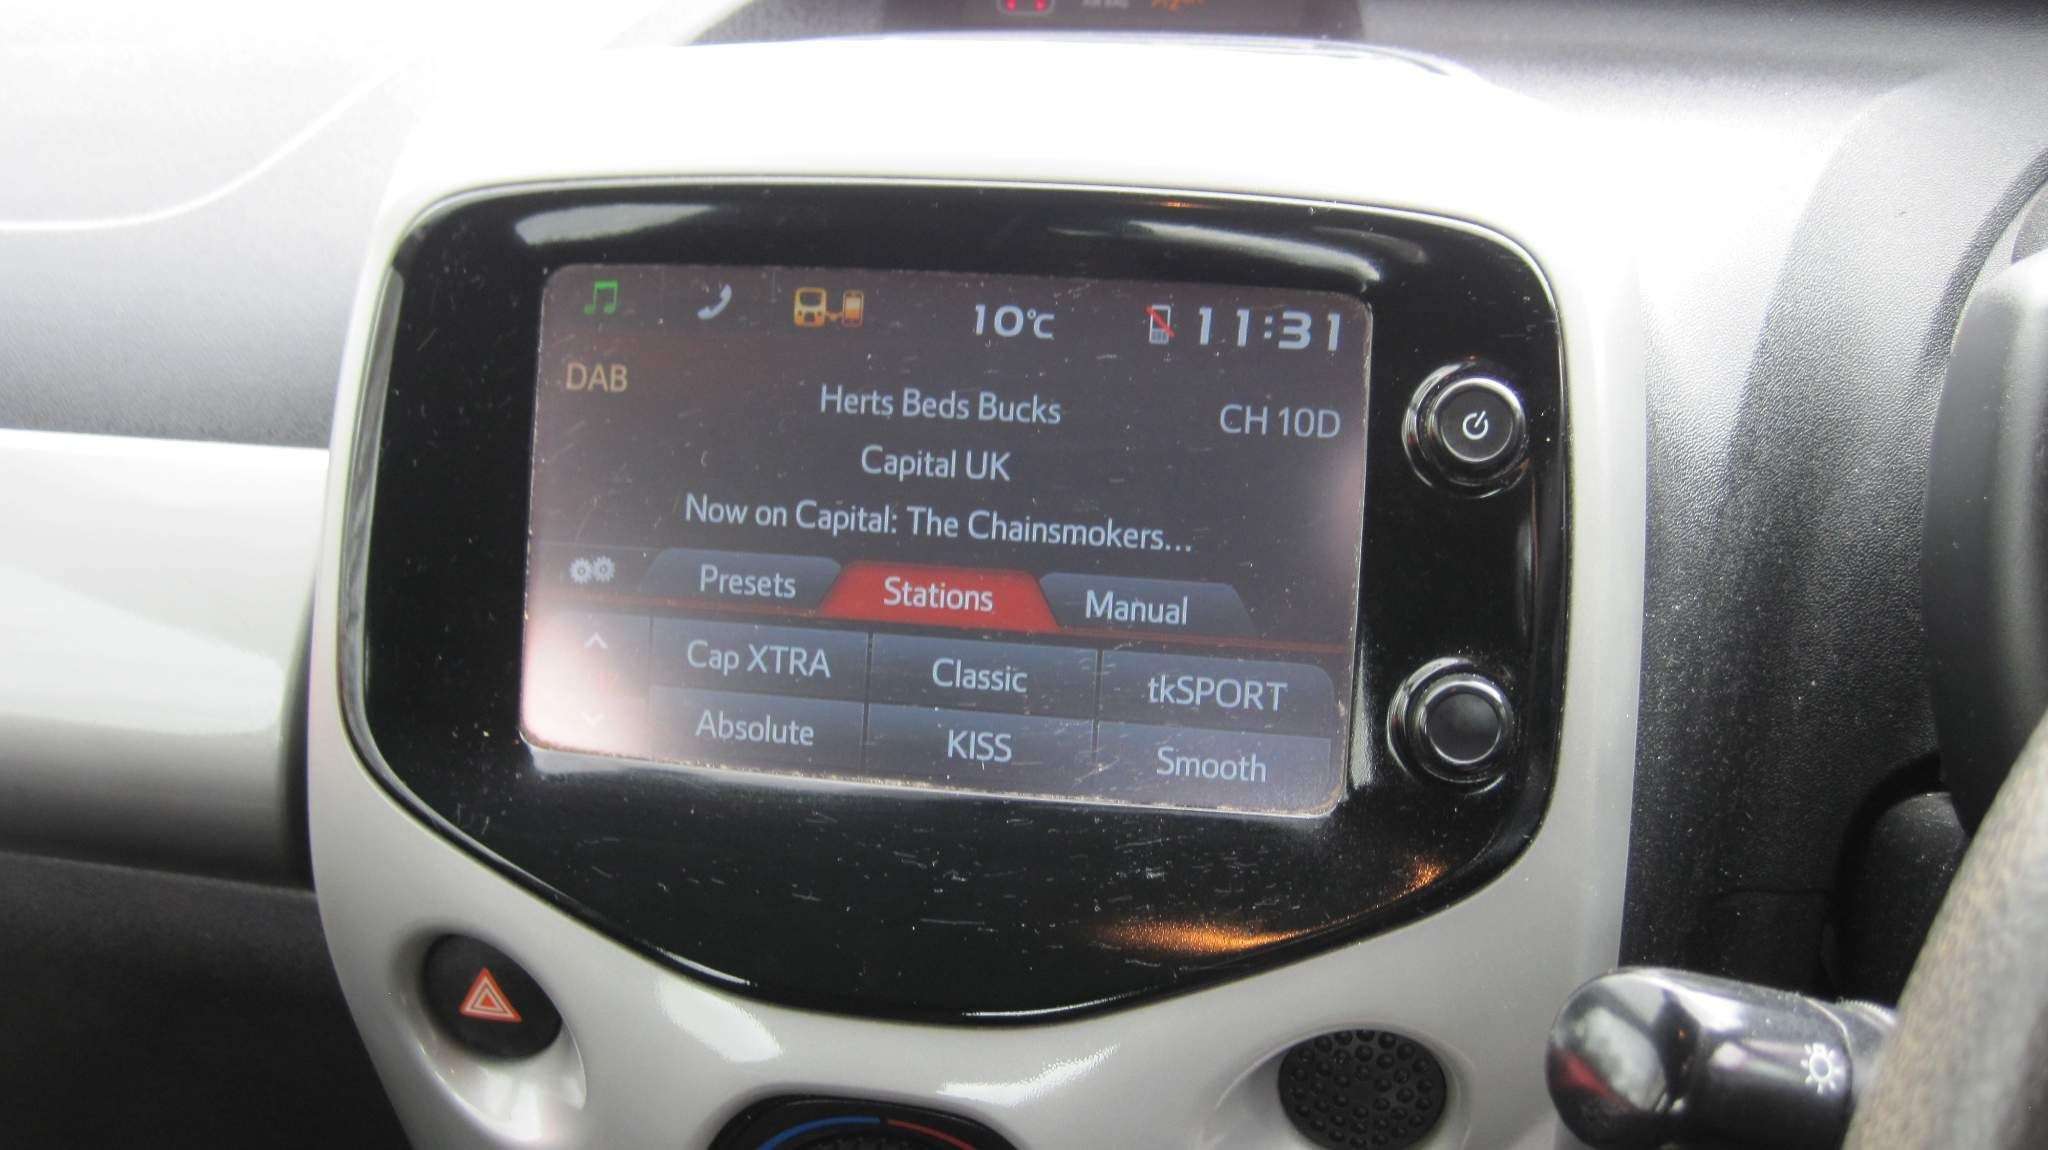 10°C 11:31
DAB
Herts Beds Bucks
CH 10D
Capital UK
Now on Capital: The Chainsmokers...
Presets Stations Manual
Cap XTRA Classic tkSPORT
Absolute KISS Smooth